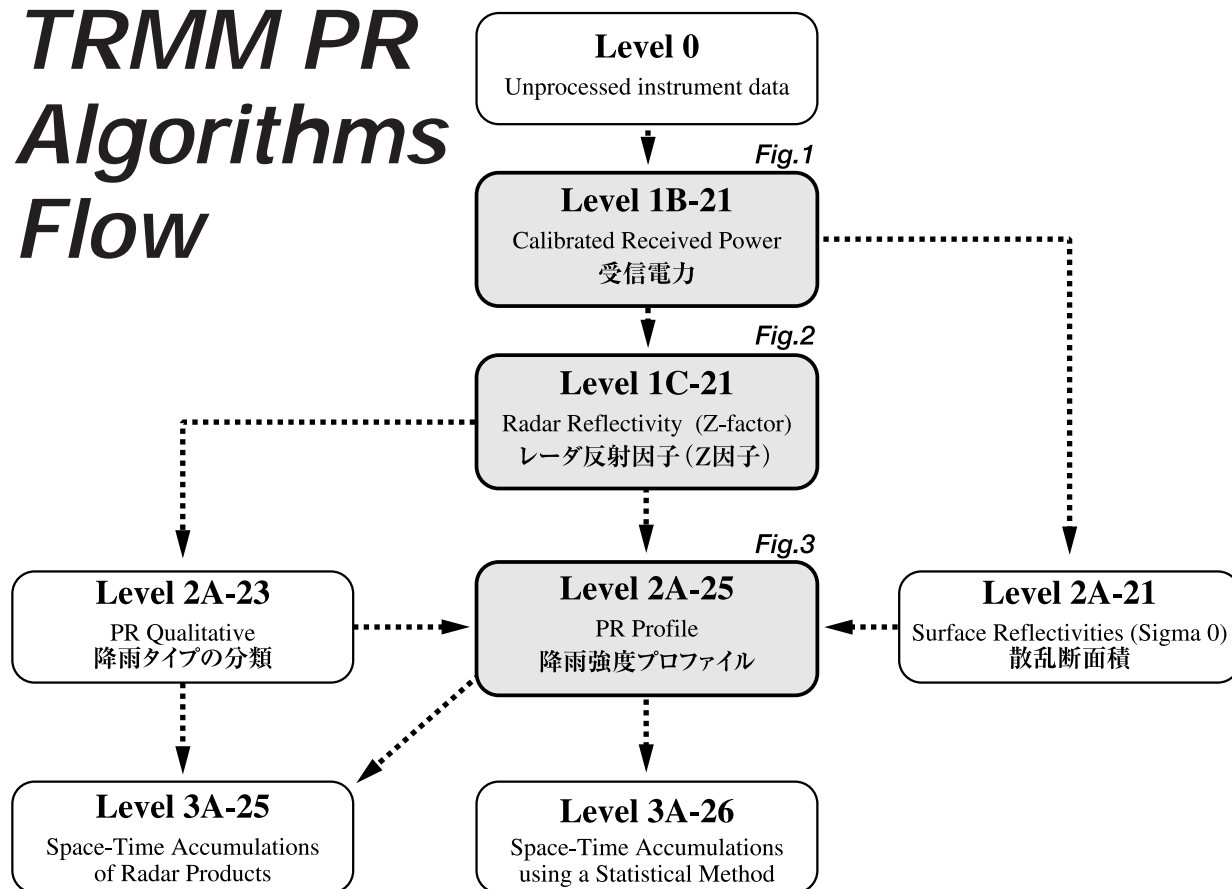 TRMM PR
Algorithms
Flow
Level 0
Unprocessed instrument data
Fig.1
Level 1B-21
Calibrated Received Power
受信電力
Fig.2
Level 1C-21
Radar Reflectivity (Z-factor)
レーダ反射因子（Z因子）
Level 2A-23
PR Qualitative
降雨タイプの分類
Fig.3
Level 2A-25
PR Profile
降雨強度プロファイル
Level 2A-21
Surface Reflectivities (Sigma 0)
散乱断面積
Level 3A-25
Space-Time Accumulations
of Radar Products
Level 3A-26
Space-Time Accumulations
using a Statistical Method